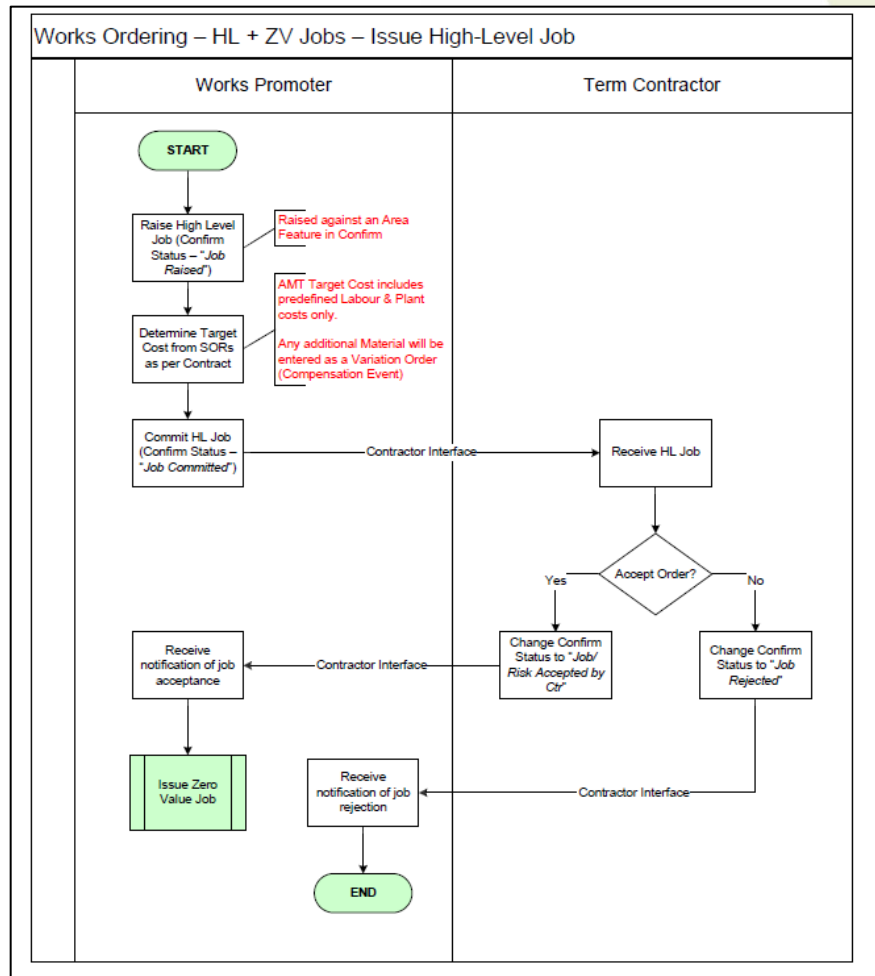 Works Ordering – HL + ZV Jobs – Issue High-Level Job
Works Promoter
Term Contractor
START
Raise High Level
Job (Confirm
Status – "Job
Raised")
Raised against an Area
Feature in Confirm
AMT Target Cost includes
predefined Labour & Plant
costs only.
Any additional Material will be
entered as a Variation Order
(Compensation Event)
Determine Target
Cost from SORs
as per Contract
Commit HL Job
(Confirm Status –
"Job Committed")
Contractor Interface
Receive HL Job
Accept Order?
Yes
No
Change Confirm
Status to "Job/
Risk Accepted by
Ctr"
Change Confirm
Status to "Job
Rejected"
Contractor Interface
Receive
notification of job
acceptance
Issue Zero
Value Job
Receive
notification of job
rejection
Contractor Interface
END